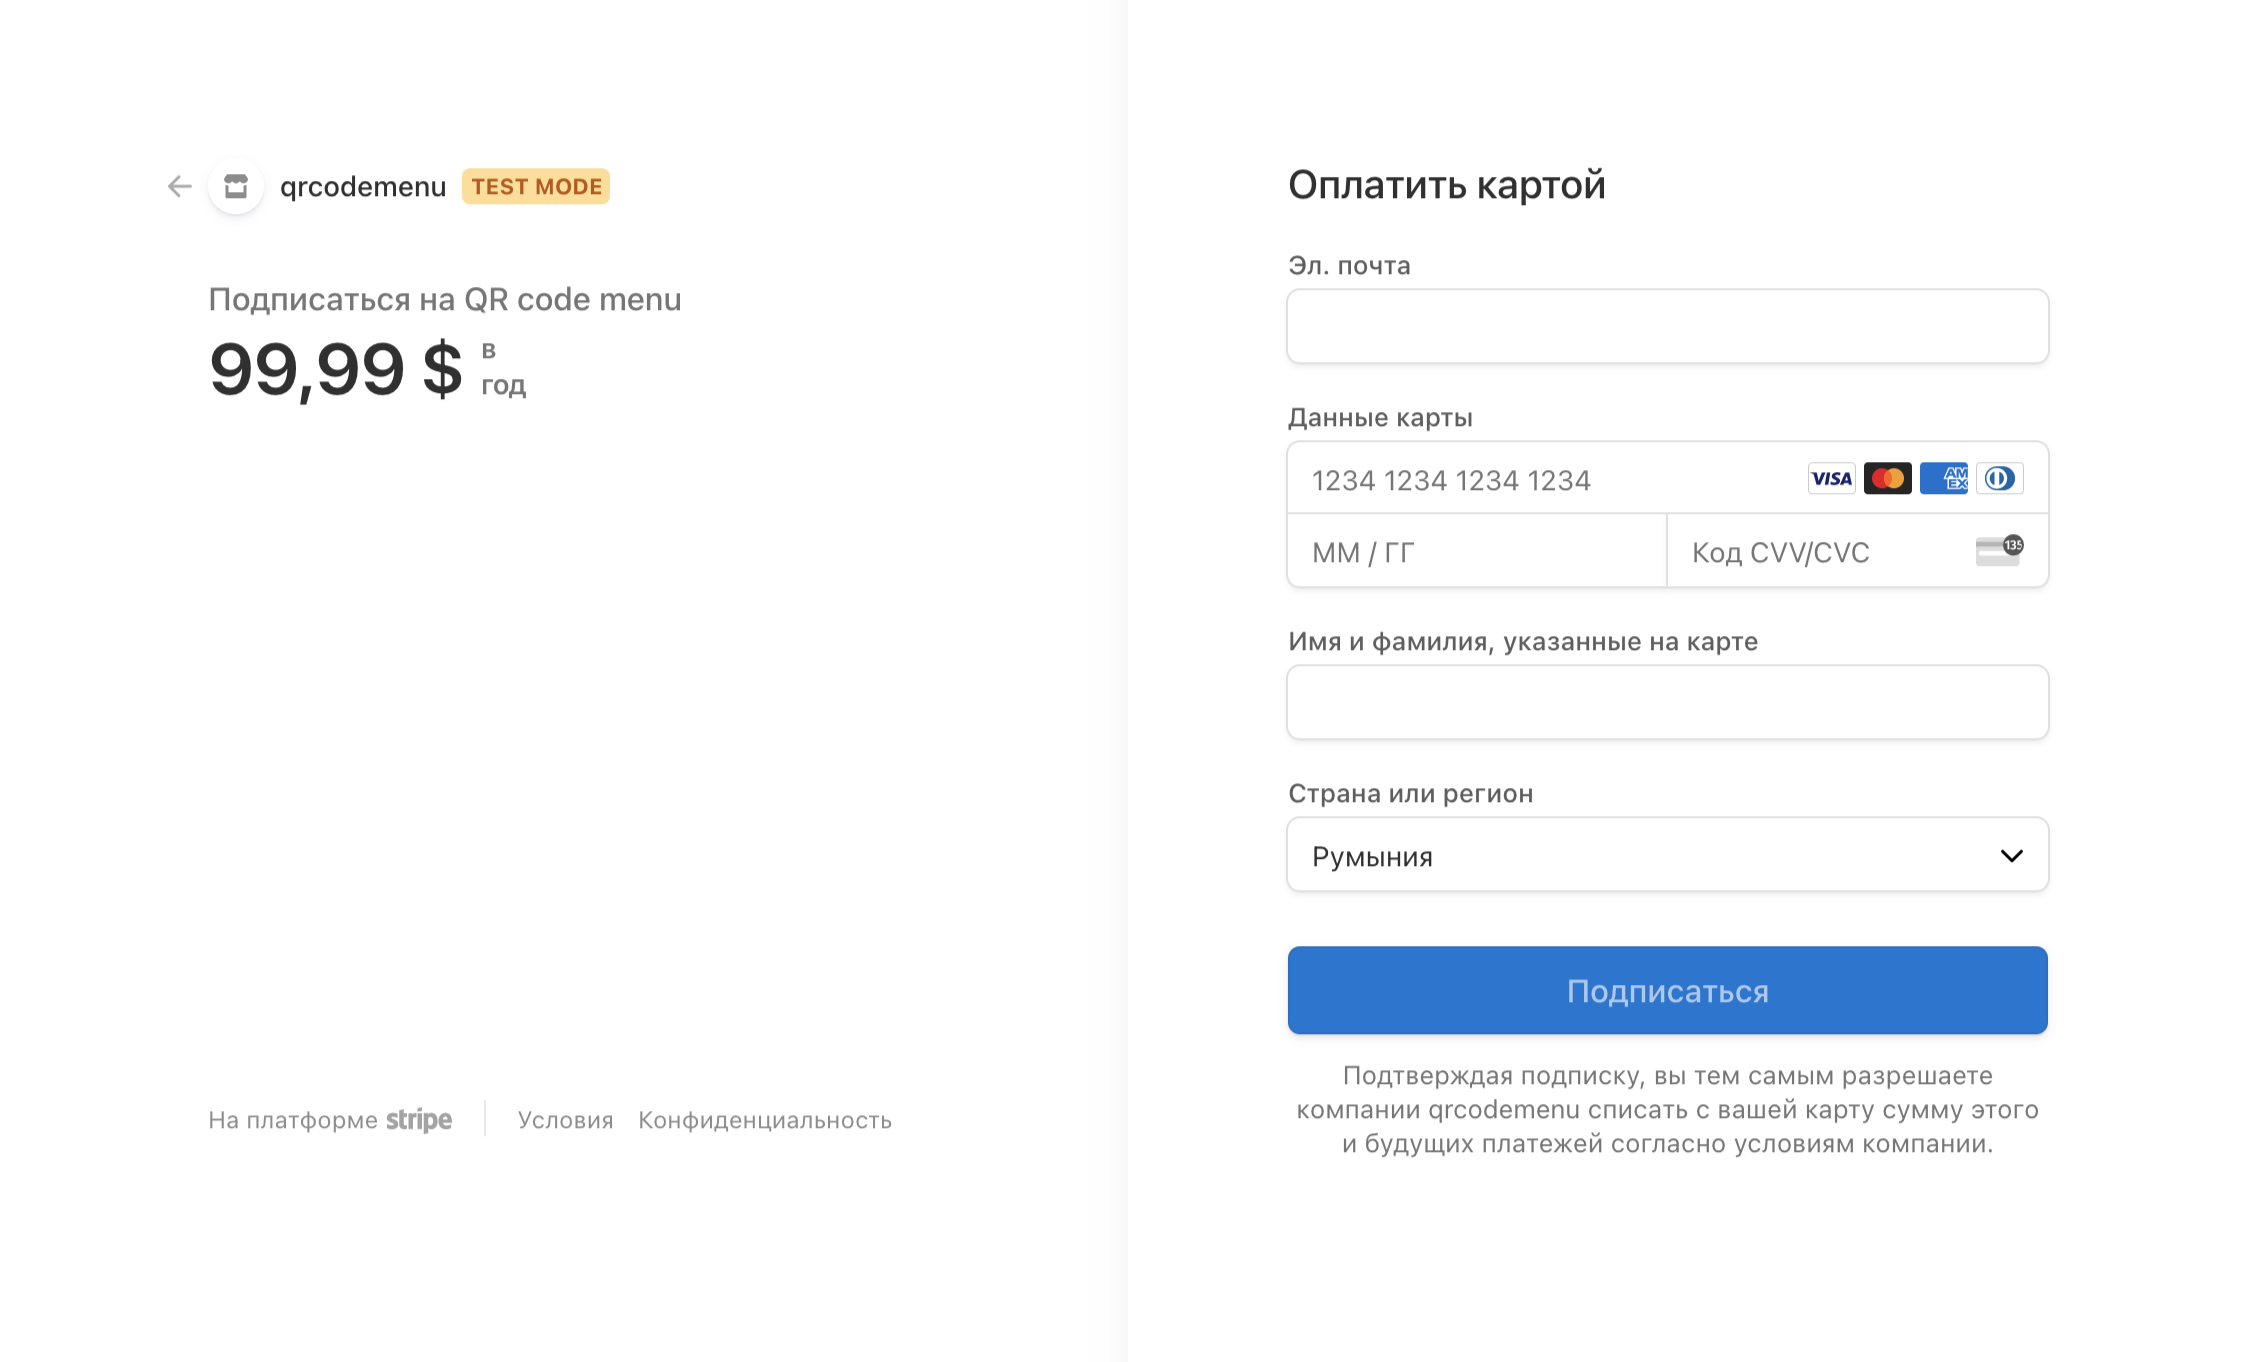 qrcodemenu TEST MODE
Подписаться на QR code menu
99,99 $ в
год
На платформе stripe Условия Конфиденциальность
Оплатить картой
Эл. почта
Данные карты
1234 1234 1234 1234 VISA AM
EX
ММ / ГГ Код CVV/CVC 135
Имя и фамилия, указанные на карте
Страна или регион
Румыния
Подписаться
Подтверждая подписку, вы тем самым разрешаете
компании qrcodemenu списать с вашей карту сумму этого
и будущих платежей согласно условиям компании.